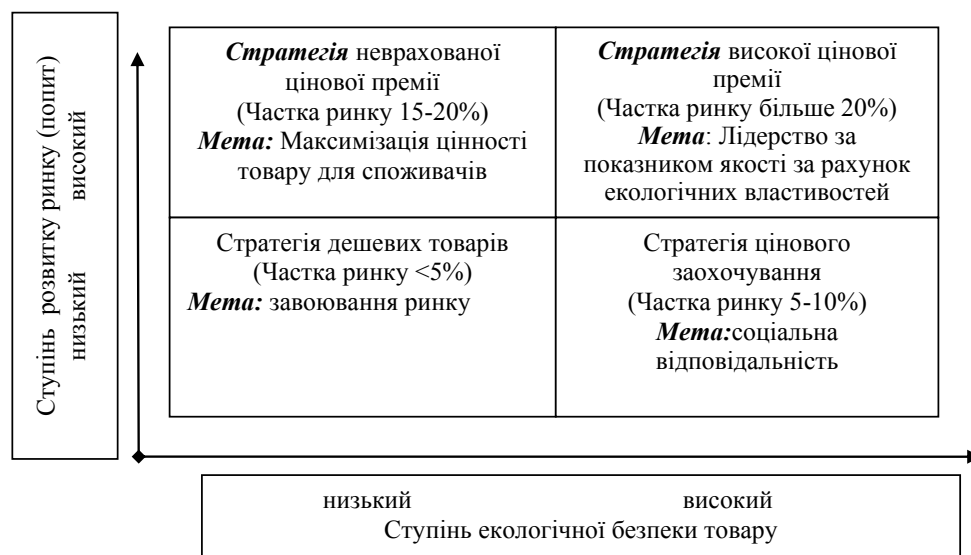 Ступінь розвитку ринку (попит)
низький високий
Стратегія неврахованої
цінової премії
(Частка ринку 15-20%)
Мета: Максимізація цінності
товару для споживачів
Стратегія високої цінової
премії
(Частка ринку більше 20%)
Мета: Лідерство за
показником якості за рахунок
екологічних властивостей
Стратегія дешевих товарів
(Частка ринку <5%)
Мета: завоювання ринку
Стратегія цінового
заохочування
(Частка ринку 5-10%)
Мета:соціальна
відповідальність
низький високий
Ступінь екологічної безпеки товару